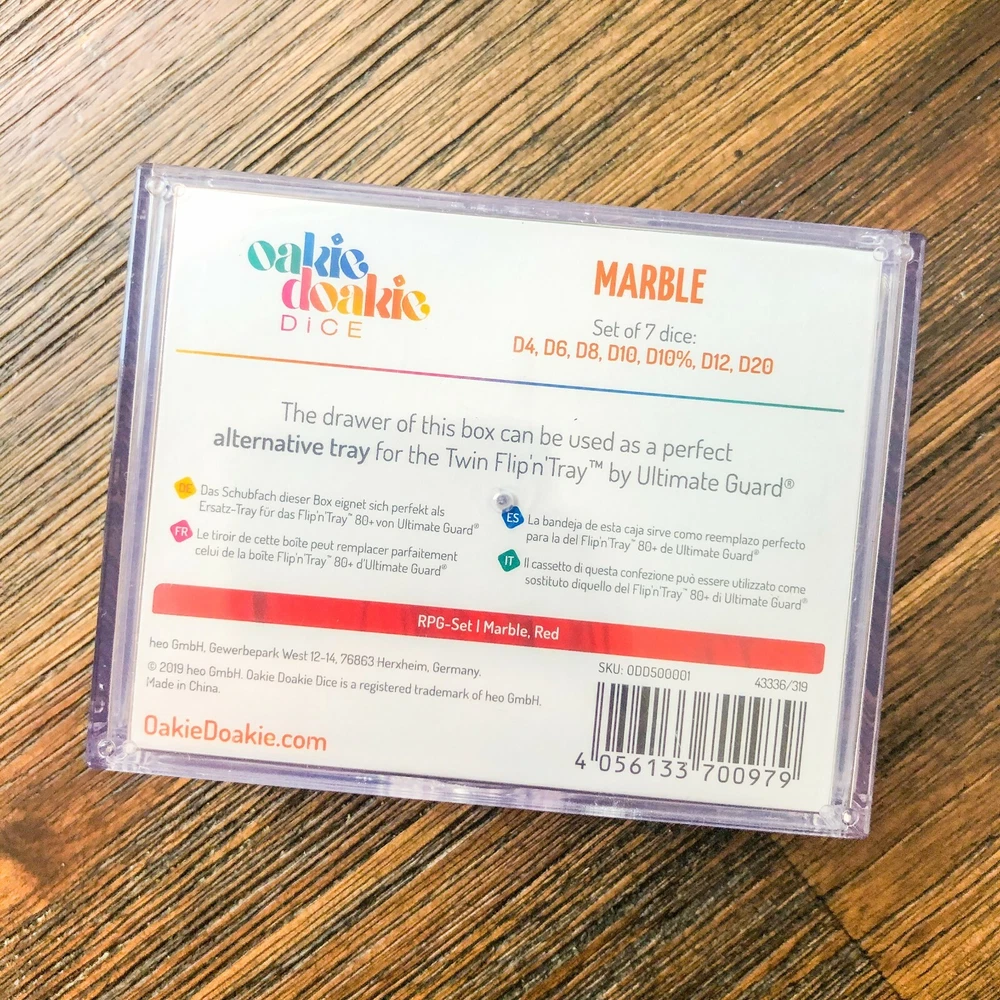 oakie
doakie
DiCE
MARBLE
Set of 7 dice:
D4, D6, D8, D10, D10%, D12, D20
The drawer of this box can be used as a perfect
alternative tray for the Twin Flip'n'Tray™ by Ultimate Guard®
DE Das Schubfach dieser Box eignet sich perfekt als
Ersatz-Tray für das Flip'n'Tray™ 80+ von Ultimate Guard®
FR Le tiroir de cette boîte peut remplacer parfaitement
celui de la boîte Flip'n'Tray™ 80+ d'Ultimate Guard®
ES La bandeja de esta caja sirve como reemplazo perfecto
para la del Flip'n'Tray™ 80+ de Ultimate Guard®
IT Il cassetto di questa confezione può essere utilizzato come
sostituto diquello del Flip'n'Tray™ 80+ di Ultimate Guard®
RPG-Set | Marble, Red
heo GmbH, Gewerbepark West 12-14, 76863 Herxheim, Germany.
© 2019 heo GmbH. Oakie Doakie Dice is a registered trademark of heo GmbH.
Made in China.
OakieDoakie.com
SKU: ODD500001
43336/319
4 056133 700979